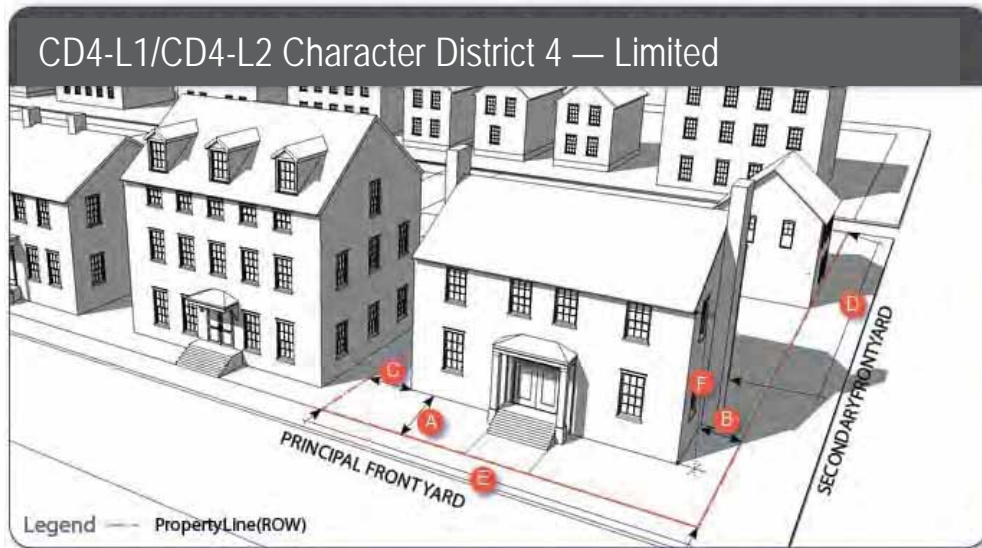 CD4-L1/CD4-L2 Character District 4 — Limited
D
C
F
A
B
E
PRINCIPAL FRONTYARD
SECONDARYFRONTYARD
Legend PropertyLine(ROW)